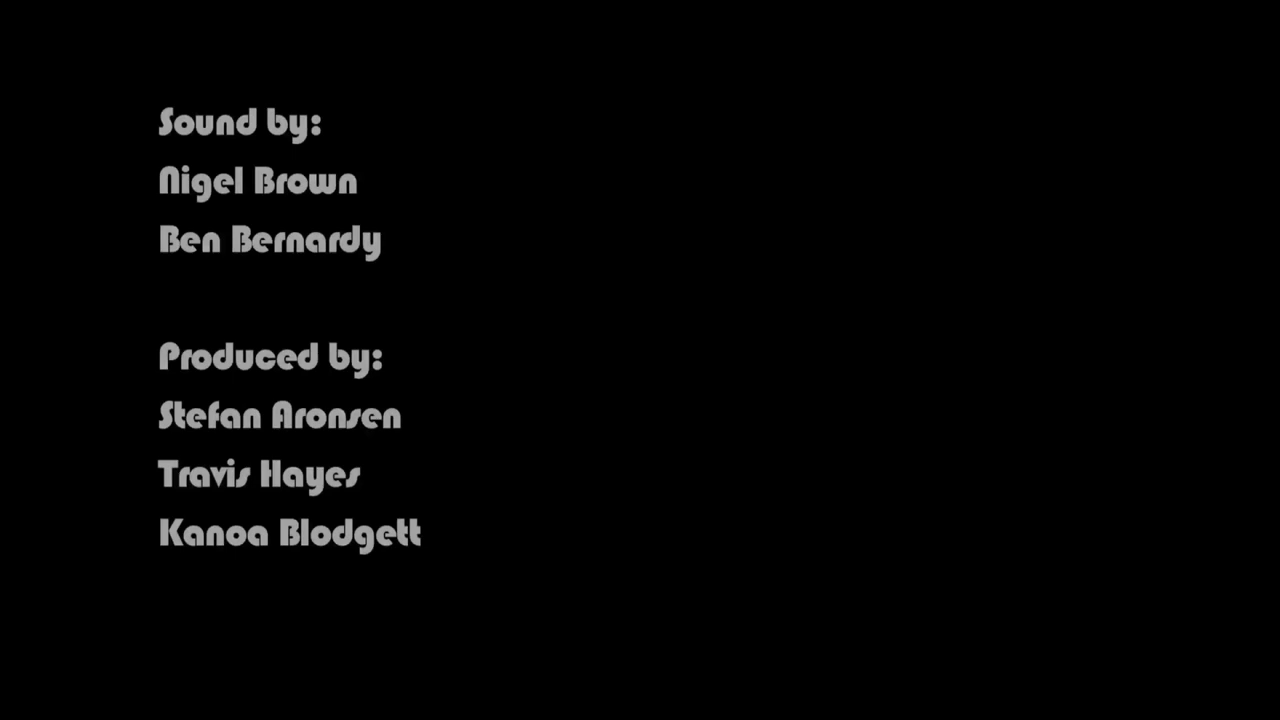 Sound by:
Nigel Brown
Ben Bernardy
Produced by:
Stefan Aronsen
Travis Hayes
Kanoa Blodgett